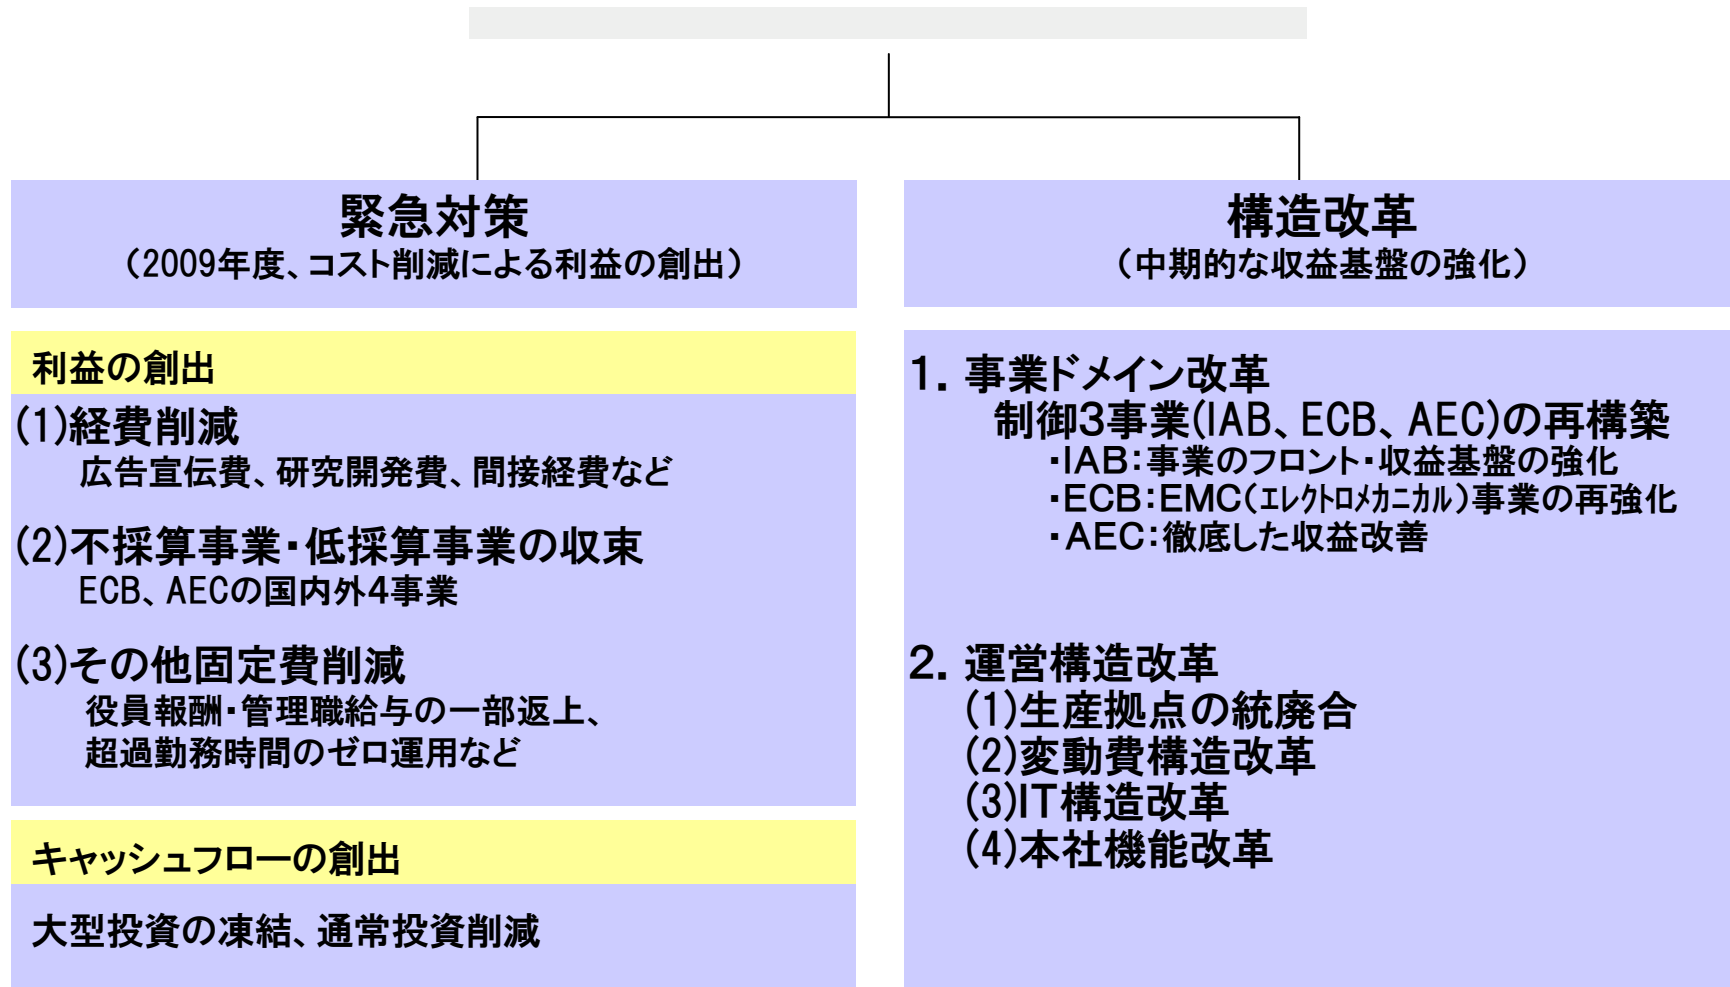 緊急対策
（2009年度、コスト削減による利益の創出）
利益の創出
(1)経費削減
広告宣伝費、研究開発費、間接経費など
(2)不採算事業・低採算事業の収束
ECB、AECの国内外4事業
(3)その他固定費削減
役員報酬・管理職給与の一部返上、
超過勤務時間のゼロ運用など
キャッシュフローの創出
大型投資の凍結、通常投資削減
構造改革
（中期的な収益基盤の強化）
1．事業ドメイン改革
制御3事業(IAB、ECB、AEC)の再構築
・IAB：事業のフロント・収益基盤の強化
・ECB：EMC（ｴﾚｸﾄﾛﾒｶﾆｶﾙ）事業の再強化
・AEC：徹底した収益改善
2．運営構造改革
(1)生産拠点の統廃合
(2)変動費構造改革
(3)IT構造改革
(4)本社機能改革